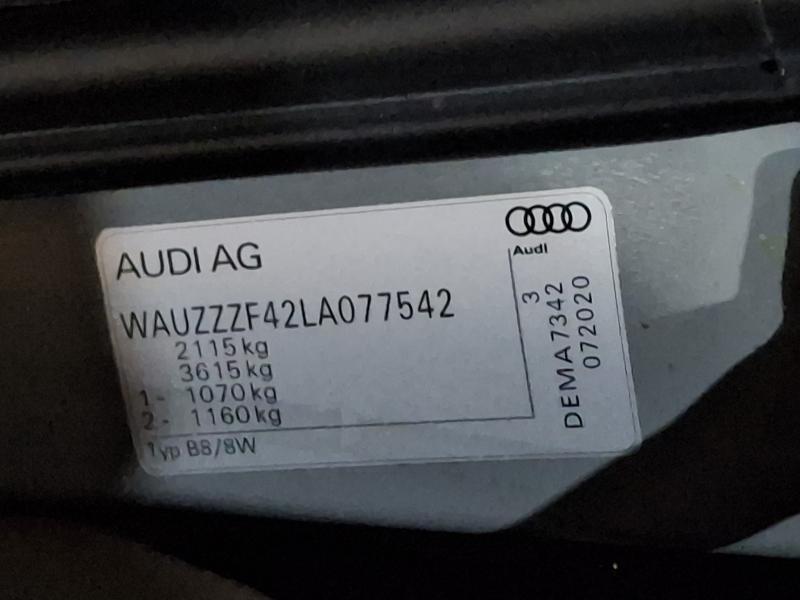 AUDI AG
Audi
WAUZZZF42LA077542
2115 kg
3615 kg
1- 1070 kg
2- 1160 kg
Typ B8/8W
3
DEMA7342
072020